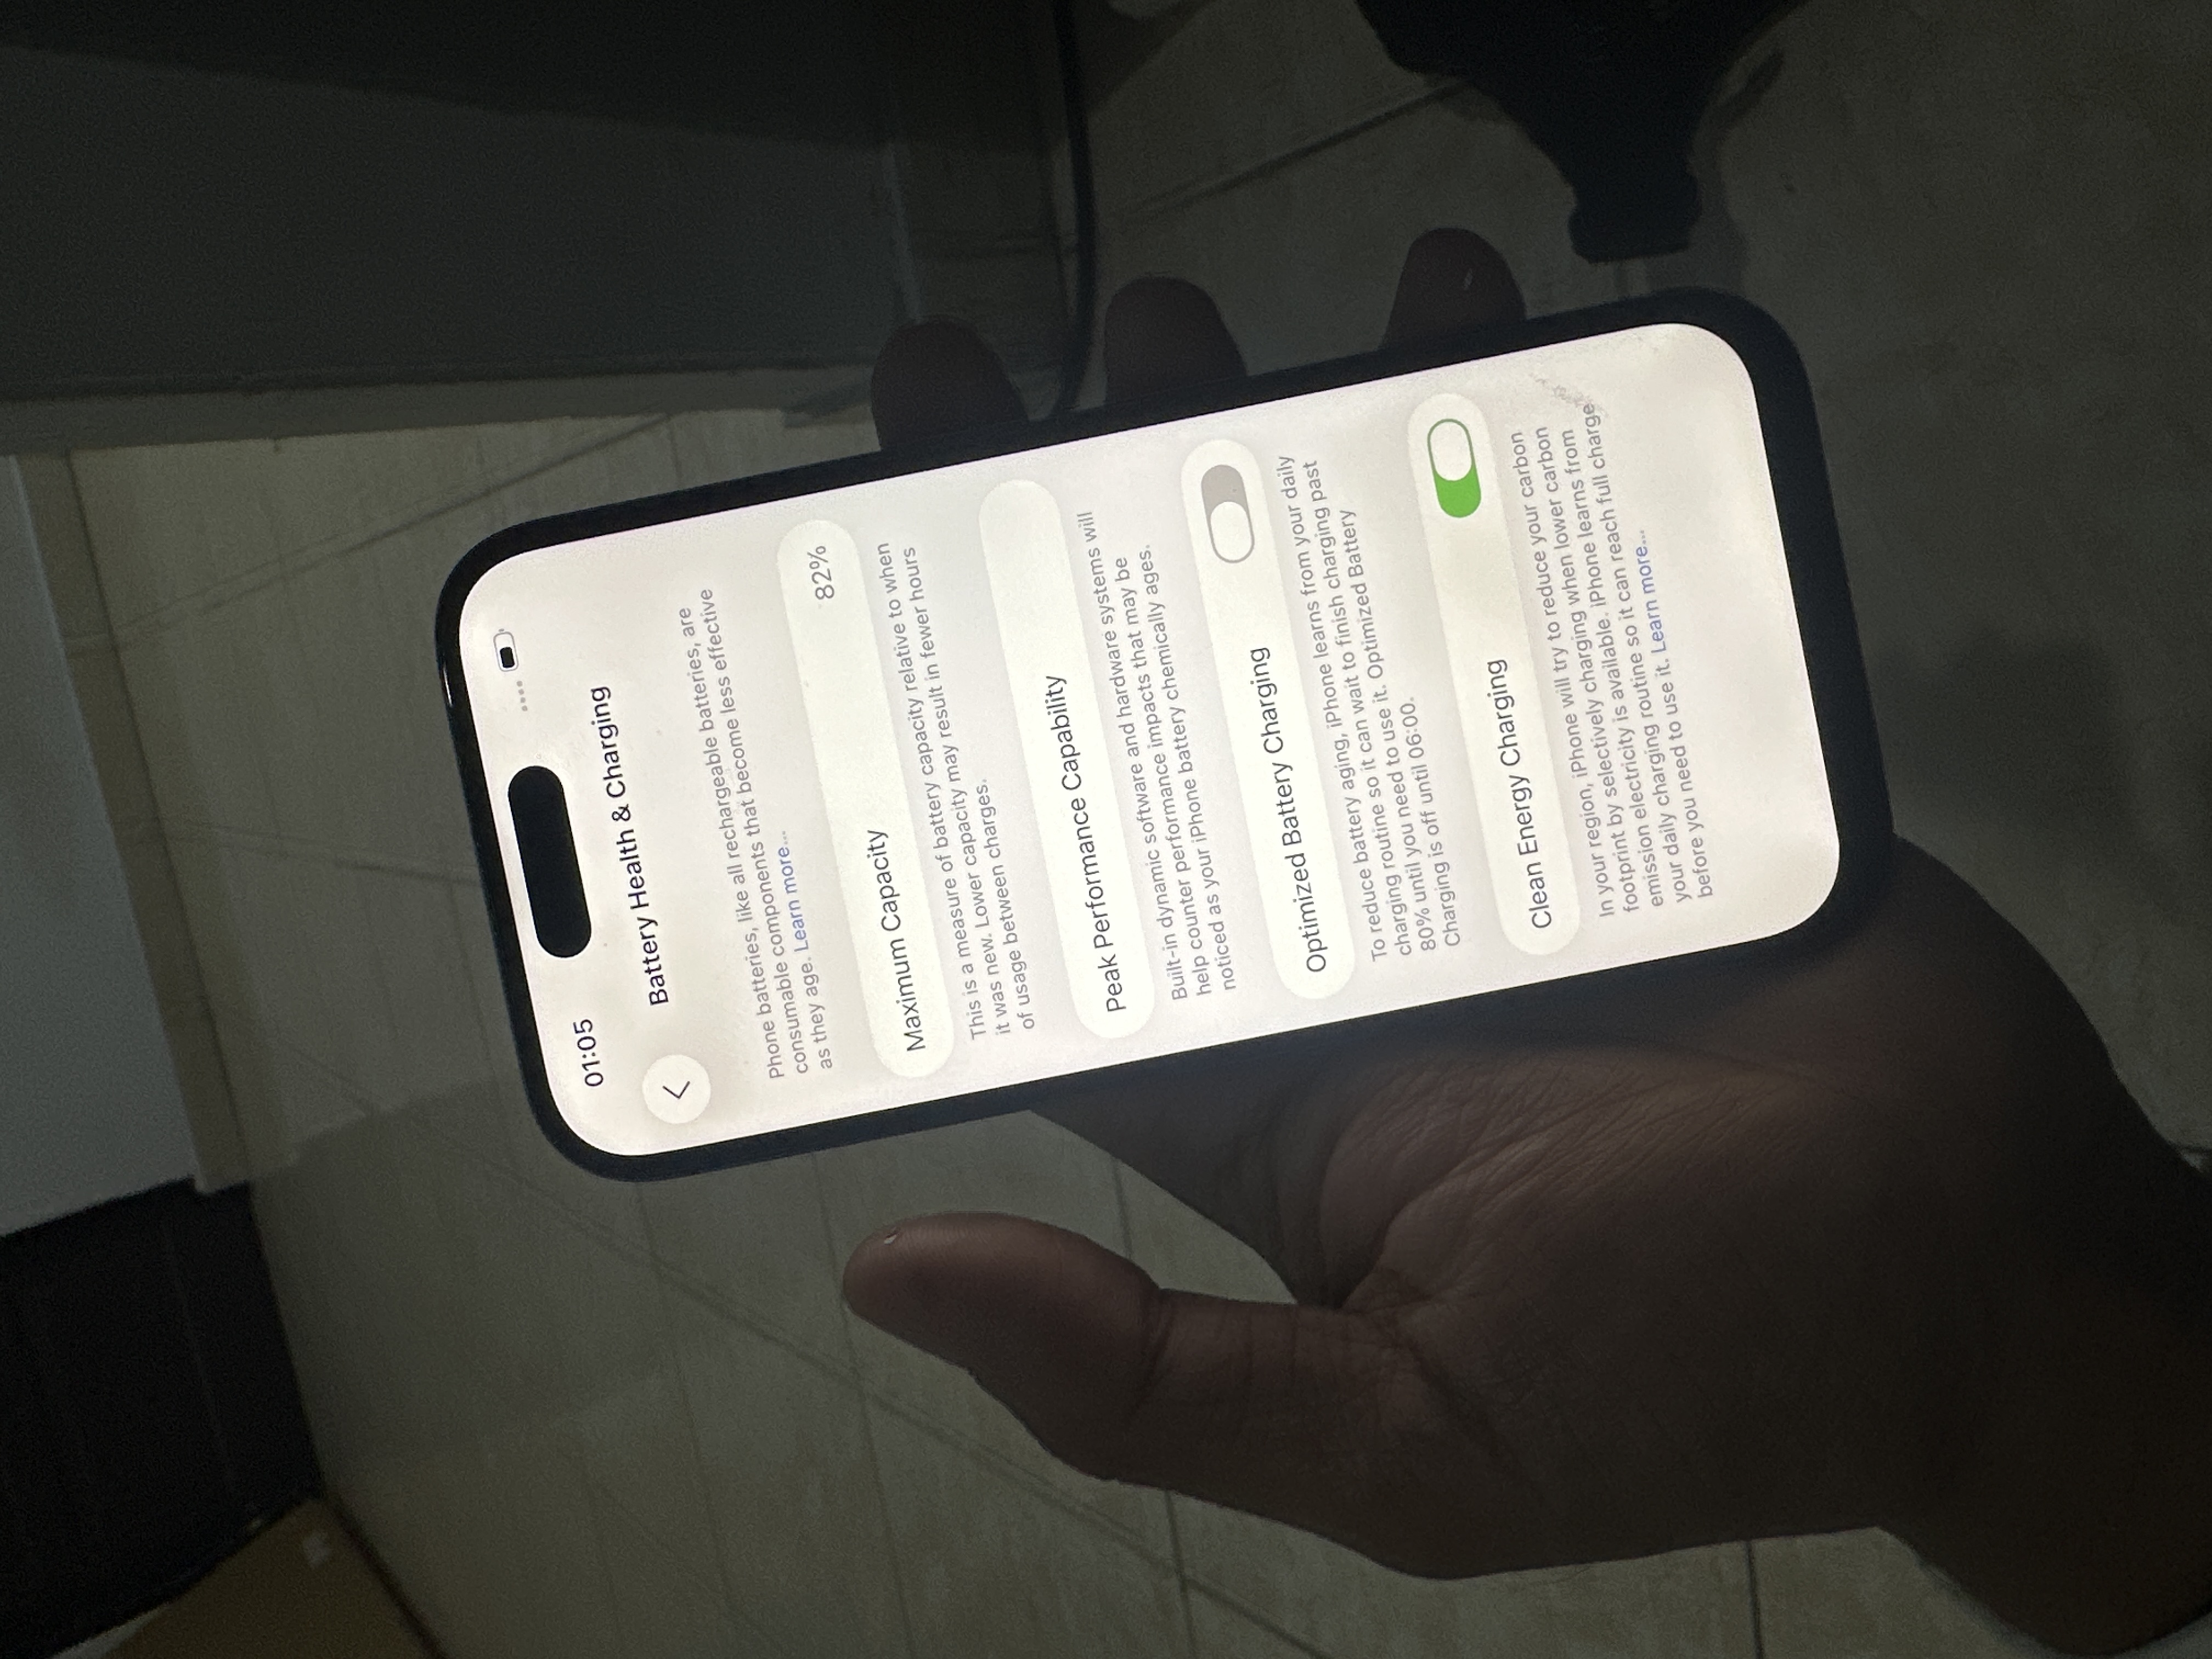 01:05
Battery Health & Charging
Phone batteries, like all rechargeable batteries, are
consumable components that become less effective
as they age. Learn more...
Maximum Capacity 82%
This is a measure of battery capacity relative to when
it was new. Lower capacity may result in fewer hours
of usage between charges.
Peak Performance Capability
Built-in dynamic software and hardware systems will
help counter performance impacts that may be
noticed as your iPhone battery chemically ages.
Optimized Battery Charging
To reduce battery aging, iPhone learns from your daily
charging routine so it can wait to finish charging past
80% until you need to use it. Optimized Battery
Charging is off until 06:00.
Clean Energy Charging
In your region, iPhone will try to reduce your carbon
footprint by selectively charging when lower carbon
emission electricity is available. iPhone learns from
your daily charging routine so it can reach full charge
before you need to use it. Learn more...